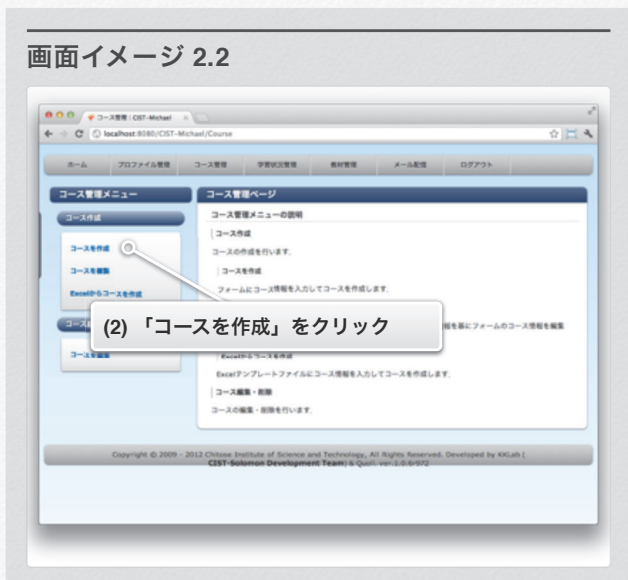 画面イメージ 2.2
コース管理 : CIST-Michael
localhost:8080/CIST-Michael/Course
ホーム プロファイル管理 コース管理 学習状況管理 教材管理 メール配信 ログアウト
コース管理メニュー
コース作成
コースを作成
コースを編集
Excelからコースを作成
コースを編集
コース管理ページ
コース管理メニューの説明
コース作成
コースの作成を行います.
コースを作成
フォームにコース情報を入力してコースを作成します.
(2) 「コースを作成」をクリック
報を基にフォームのコース情報を編集
Excelからコースを作成
Excelテンプレートファイルにコース情報を入力してコースを作成します.
コース編集・削除
コースの編集・削除を行います.
Copyright © 2009 - 2012 Chitose Institute of Science and Technology, All Rights Reserved. Developed by KKLab (
CIST-Solomon Development Team) & Quoll. ver.1.0.6r972